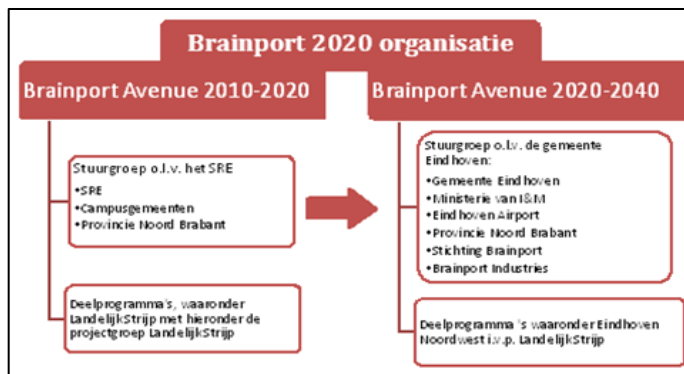 Brainport 2020 organisatie
Brainport Avenue 2010-2020
Stuurgroep o.l.v. het SRE
•SRE
•Campusgemeenten
•Provincie Noord Brabant
Deelprogramma's, waaronder
LandelijkStrijp met hieronder de
projectgroep LandelijkStrijp
Brainport Avenue 2020-2040
Stuurgroep o.l.v. de gemeente
Eindhoven:
•Gemeente Eindhoven
•Ministerie van I&M
•Eindhoven Airport
•Provincie Noord Brabant
•Stichting Brainport
•Brainport Industries
Deelprogramma 's waaronder Eindhoven
Noordwest i.v.p. LandelijkStrijp